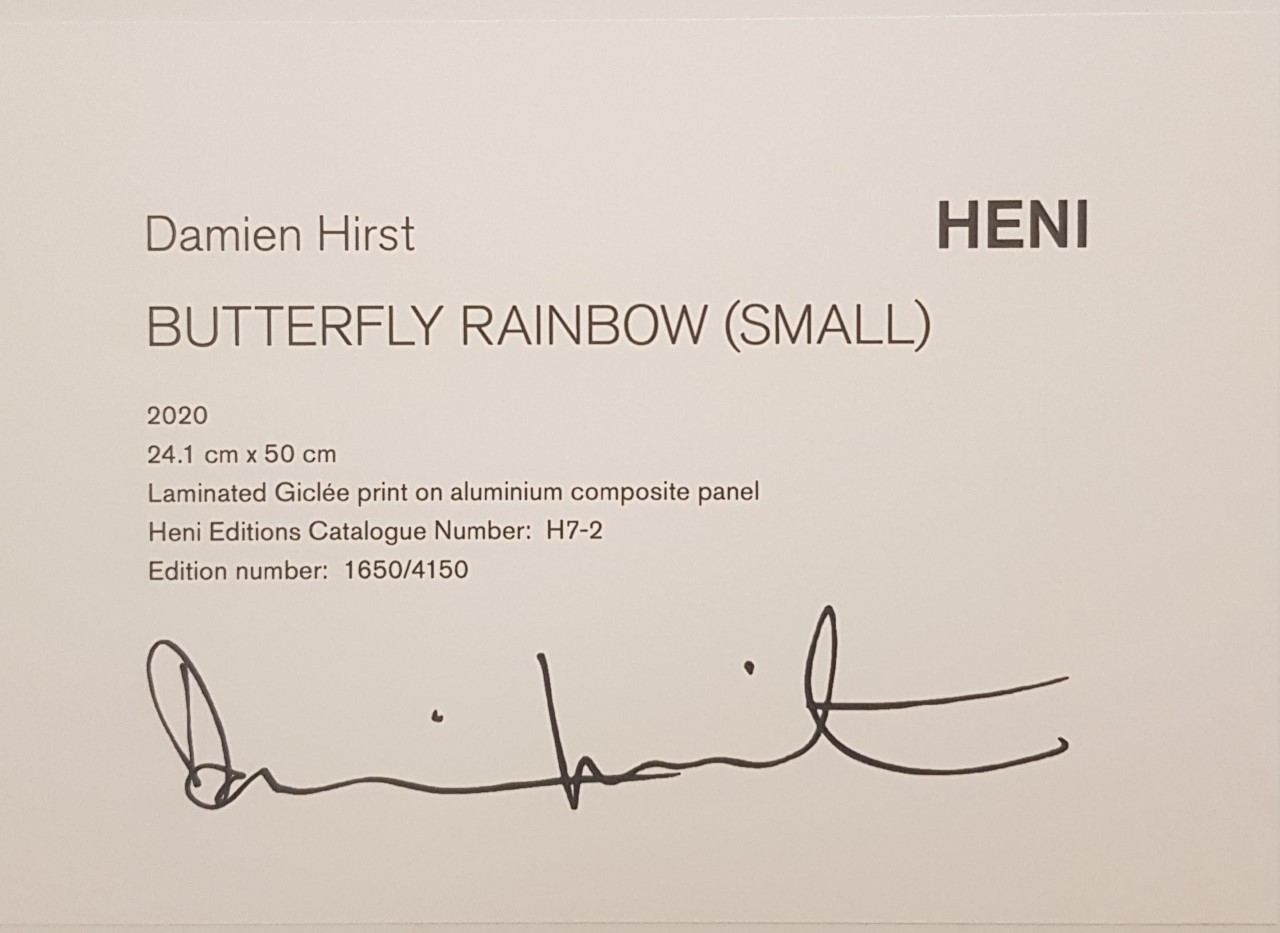 Damien Hirst
HENI
BUTTERFLY RAINBOW (SMALL)
2020
24.1 cm x 50 cm
Laminated Giclée print on aluminium composite panel
Heni Editions Catalogue Number: H7-2
Edition number: 1650/4150